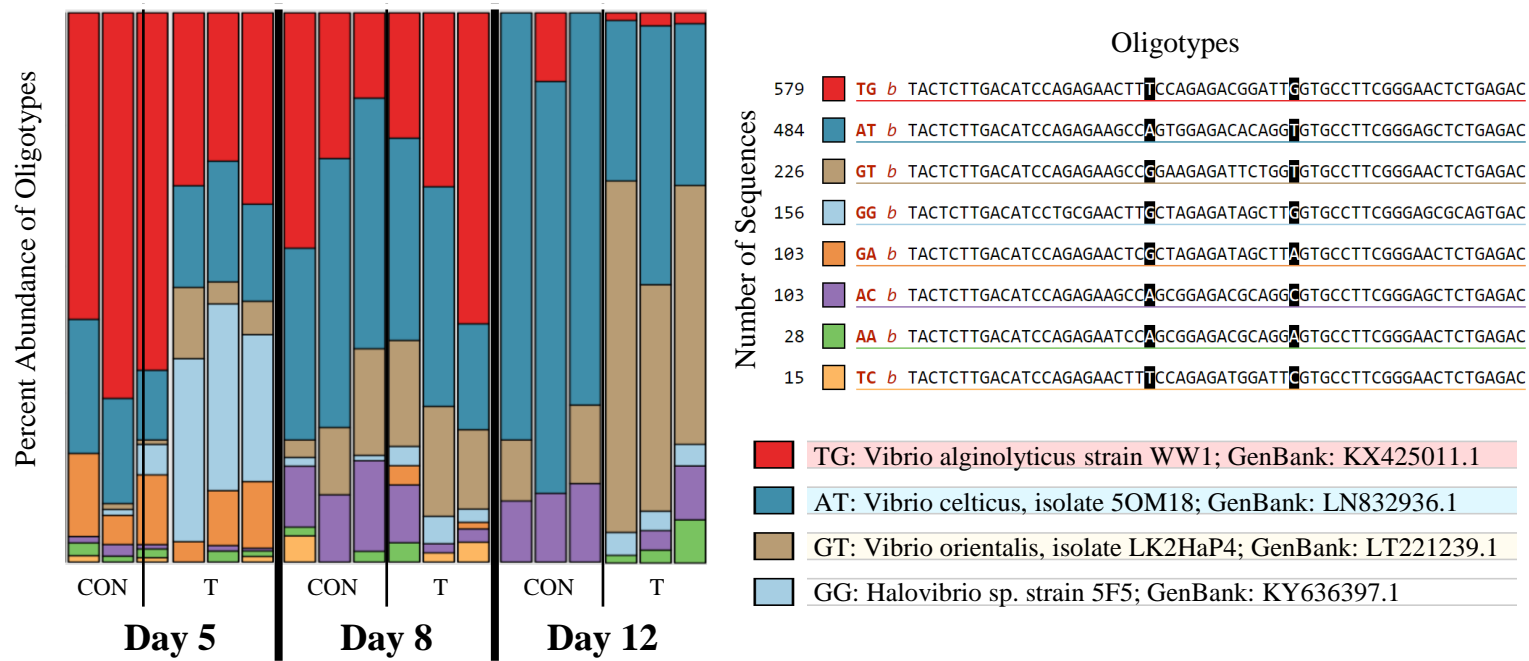 Percent Abundance of Oligotypes
CON T CON T CON T
Day 5 Day 8 Day 12
Oligotypes
Number of Sequences
579 TG b TACTCTTGACATCCAGAGAACTTTCCAGAGACGGATTGGTGCCTTCGGGAACTCTGAGAC
484 AT b TACTCTTGACATCCAGAGAAGCCAGTGGAGACACAGGTGTGCCTTCGGGAGCTCTGAGAC
226 GT b TACTCTTGACATCCAGAGAAGCCGGAAGAGATTCTGGTGTGCCTTCGGGAACTCTGAGAC
156 GG b TACTCTTGACATCCTGCGAACTTGCTAGAGATAGCTTGGTGCCTTCGGGAGCGCAGTGAC
103 GA b TACTCTTGACATCCAGAGAACTCGCTAGAGATAGCTTAGTGCCTTCGGGAACTCTGAGAC
103 AC b TACTCTTGACATCCAGAGAAGCCAGCGGAGACGCAGGCGTGCCTTCGGGAGCTCTGAGAC
28 AA b TACTCTTGACATCCAGAGAATCCAGCGGAGACGCAGGAGTGCCTTCGGGAACTCTGAGAC
15 TC b TACTCTTGACATCCAGAGAACTTTCCAGAGATGGATTCGTGCCTTCGGGAACTCTGAGAC
TG: Vibrio alginolyticus strain WW1; GenBank: KX425011.1
AT: Vibrio celticus, isolate 5OM18; GenBank: LN832936.1
GT: Vibrio orientalis, isolate LK2HaP4; GenBank: LT221239.1
GG: Halovibrio sp. strain 5F5; GenBank: KY636397.1